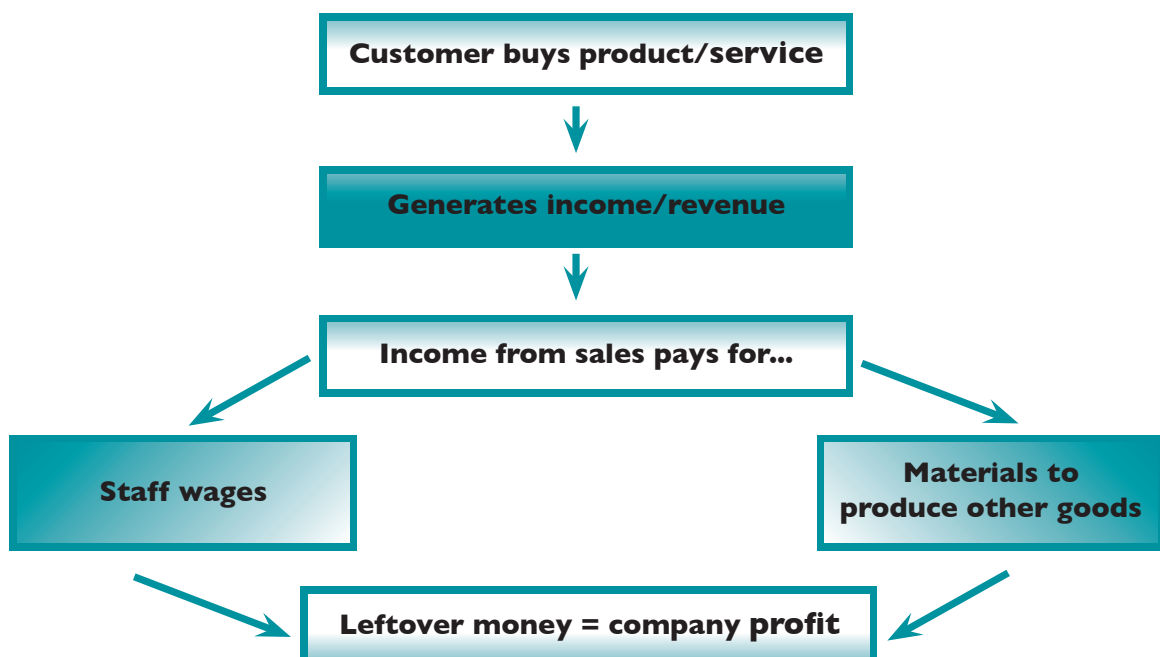 Customer buys product/service
Generates income/revenue
Income from sales pays for...
Staff wages
Materials to
produce other goods
Leftover money = company profit